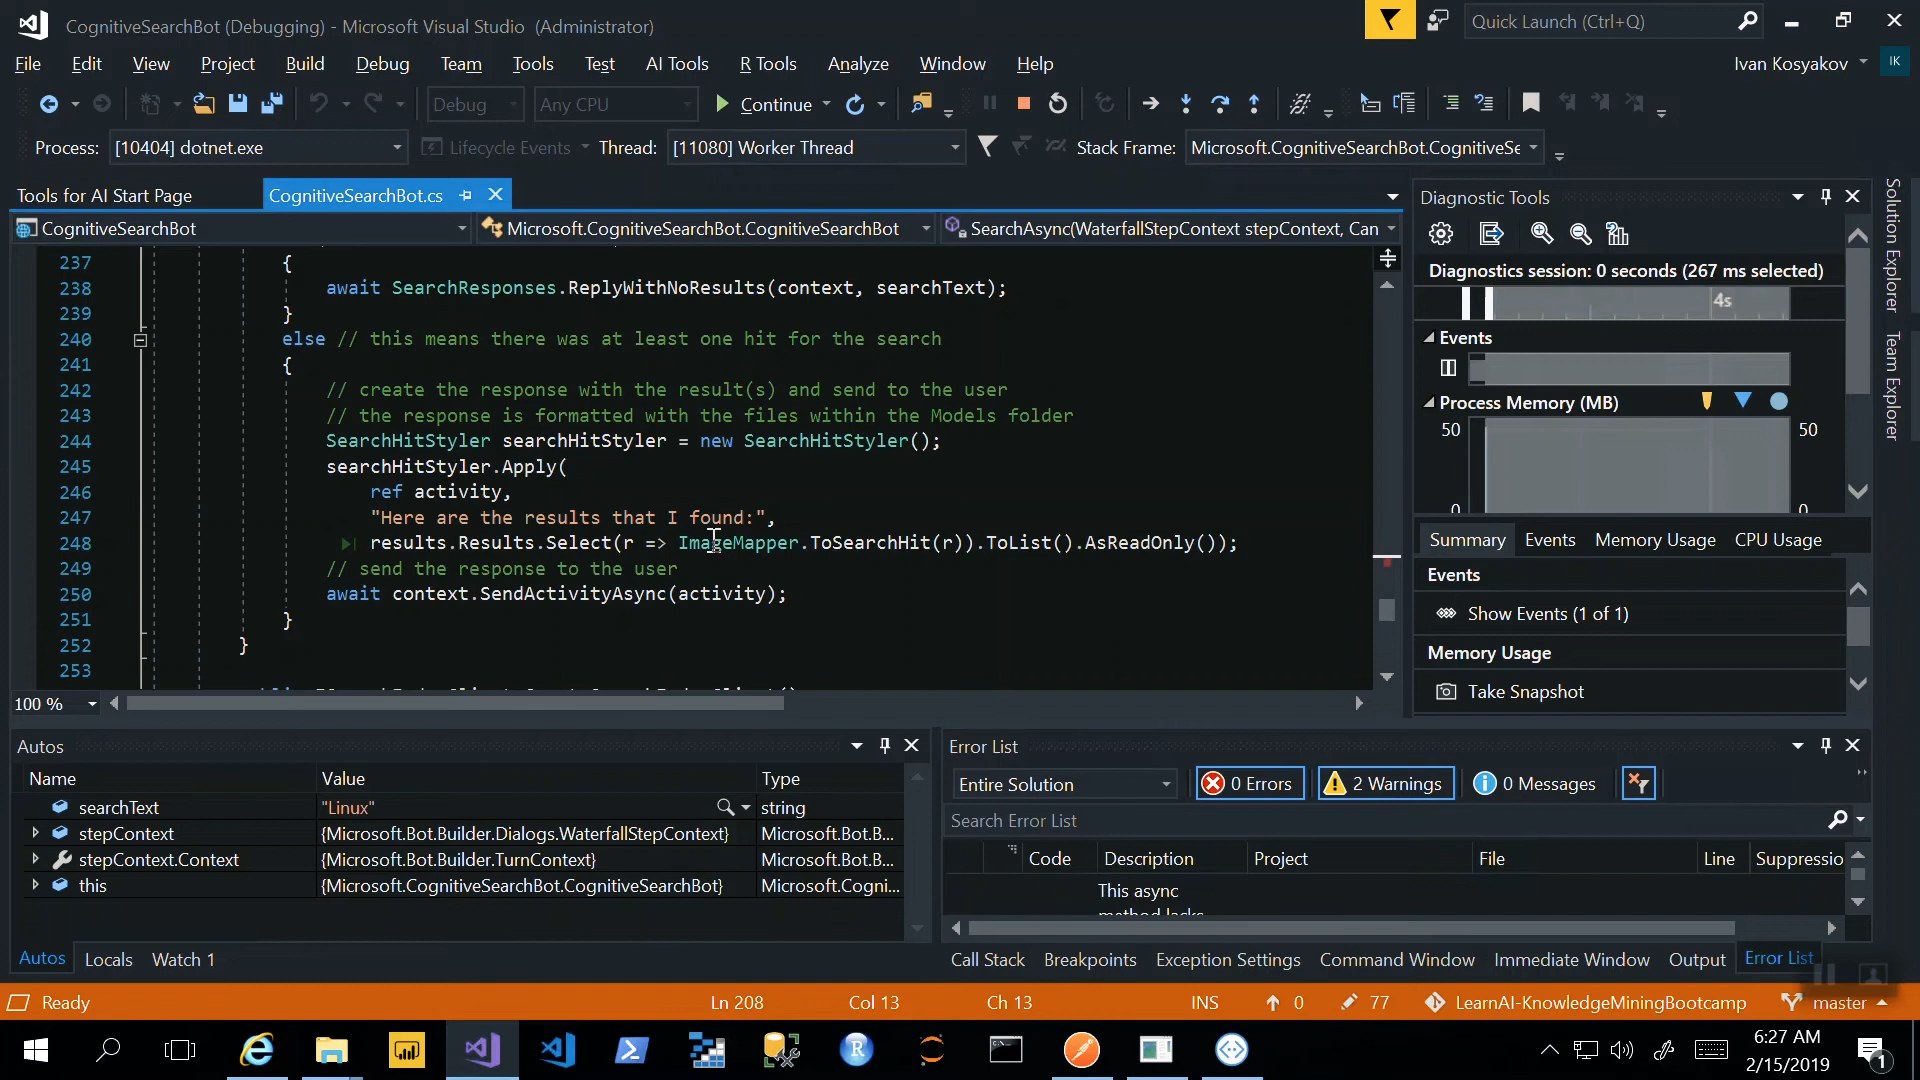 CognitiveSearchBot (Debugging) - Microsoft Visual Studio (Administrator)
Quick Launch (Ctrl+Q)
File Edit View Project Build Debug Team Tools Test AI Tools R Tools Analyze Window Help
Ivan Kosyakov IK
Debug Any CPU Continue
Process: [10404] dotnet.exe Lifecycle Events Thread: [11080] Worker Thread Stack Frame: Microsoft.CognitiveSearchBot.CognitiveSe
Tools for AI Start Page CognitiveSearchBot.cs
CognitiveSearchBot Microsoft.CognitiveSearchBot.CognitiveSearchBot SearchAsync(WaterfallStepContext stepContext, Can
237 {
238 await SearchResponses.ReplyWithNoResults(context, searchText);
239 }
240 else // this means there was at least one hit for the search
241 {
242 // create the response with the result(s) and send to the user
243 // the response is formatted with the files within the Models folder
244 SearchHitStyler searchHitStyler = new SearchHitStyler();
245 searchHitStyler.Apply(
246 ref activity,
247 "Here are the results that I found:",
248 results.Results.Select(r => ImageMapper.ToSearchHit(r)).ToList().AsReadOnly());
249 // send the response to the user
250 await context.SendActivityAsync(activity);
251 }
252 }
253
100 %
Diagnostic Tools
Diagnostics session: 0 seconds (267 ms selected)
4s
Events
Process Memory (MB)
50 50
0 0
Summary Events Memory Usage CPU Usage
Events
Show Events (1 of 1)
Memory Usage
Take Snapshot
Solution Explorer
Team Explorer
Autos
Name Value Type
searchText "Linux" string
stepContext {Microsoft.Bot.Builder.Dialogs.WaterfallStepContext} Microsoft.Bot.B...
stepContext.Context {Microsoft.Bot.Builder.TurnContext} Microsoft.Bot.B...
this {Microsoft.CognitiveSearchBot.CognitiveSearchBot} Microsoft.Cogni...
Autos Locals Watch 1
Error List
Entire Solution 0 Errors 2 Warnings 0 Messages
Search Error List
Code Description Project File Line Suppressio
This async
method lacks
Call Stack Breakpoints Exception Settings Command Window Immediate Window Output Error List
Ready Ln 208 Col 13 Ch 13 INS 0 77 LearnAI-KnowledgeMiningBootcamp master
6:27 AM
2/15/2019
1